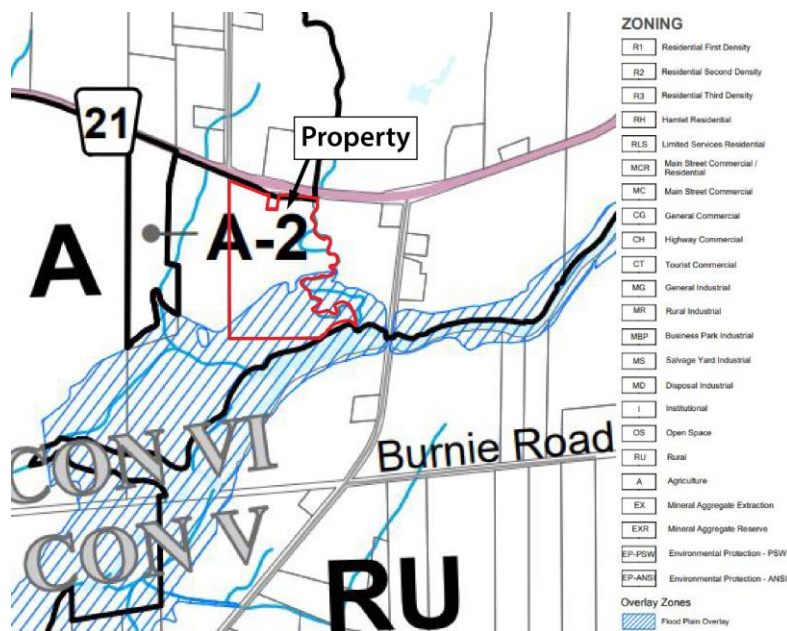 21
Property
A
A-2
CON VI
CON V
Burnie Road
RU
ZONING
R1 Residential First Density
R2 Residential Second Density
R3 Residential Third Density
RH Hamlet Residential
RLS Limited Services Residential
MCR Main Street Commercial /
Residential
MC Main Street Commercial
CG General Commercial
CH Highway Commercial
CT Tourist Commercial
MG General Industrial
MR Rural Industrial
MBP Business Park Industrial
MS Salvage Yard Industrial
MD Disposal Industrial
I Institutional
OS Open Space
RU Rural
A Agriculture
EX Mineral Aggregate Extraction
EXR Mineral Aggregate Reserve
EP-PSW Environmental Protection - PSW
EP-ANSI Environmental Protection - ANSI
Overlay Zones
Flood Plain Overlay